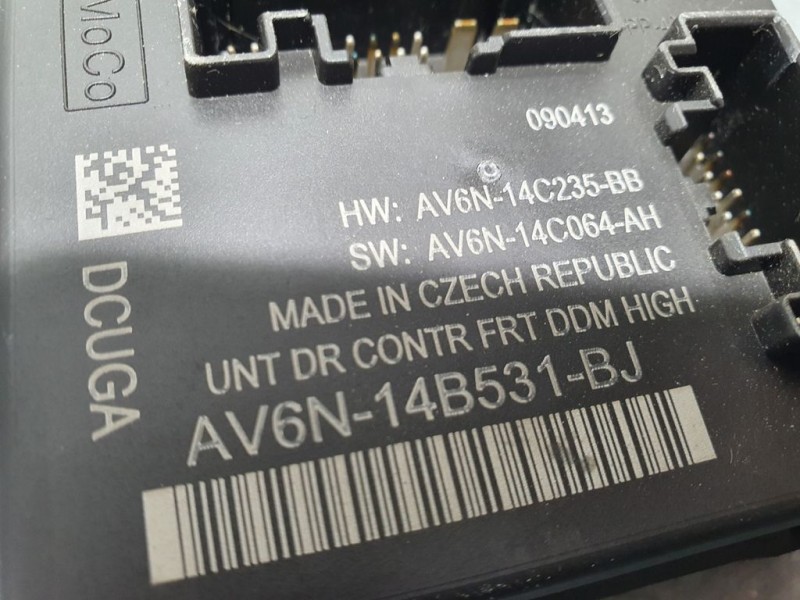 MoCo
090413
HW: AV6N-14C235-BB
SW: AV6N-14C064-AH
MADE IN CZECH REPUBLIC
UNT DR CONTR FRT DDM HIGH
AV6N-14B531-BJ
DCUGA